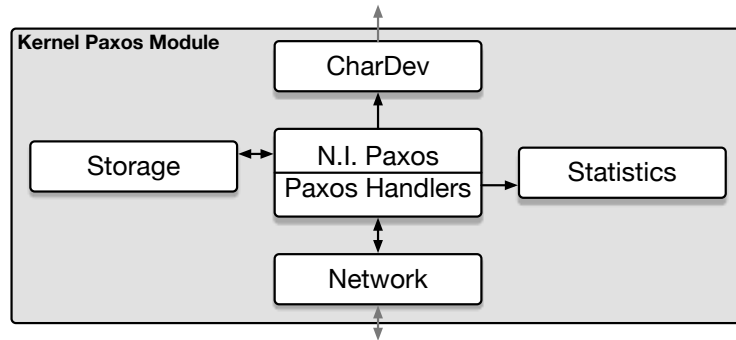 Kernel Paxos Module
CharDev
Storage
N.I. Paxos
Paxos Handlers
Statistics
Network